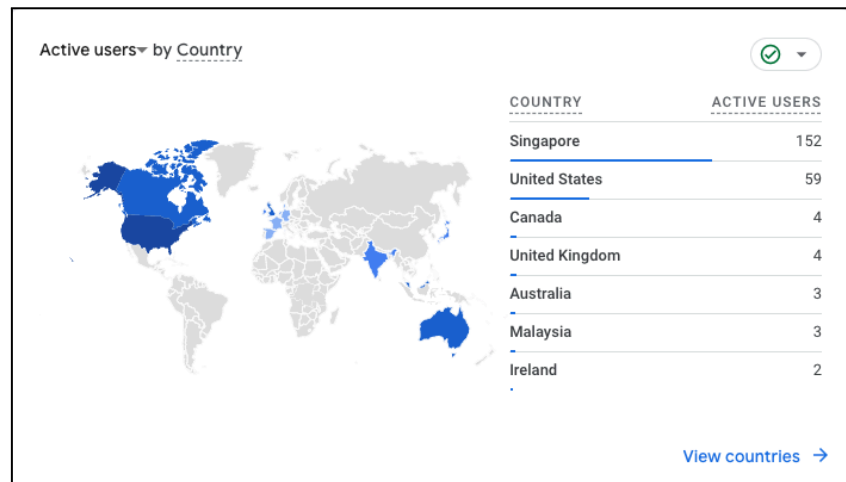 Active users by Country
COUNTRY ACTIVE USERS
Singapore 152
United States 59
Canada 4
United Kingdom 4
Australia 3
Malaysia 3
Ireland 2
View countries